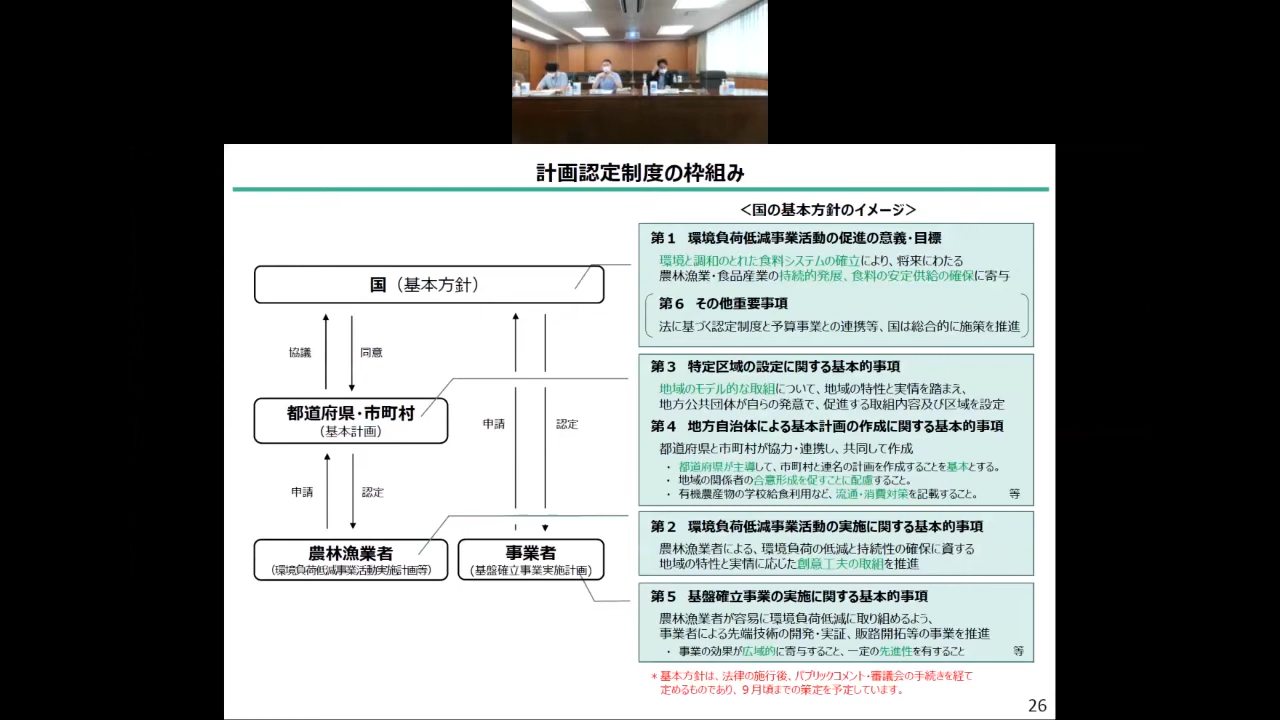 計画認定制度の枠組み
＜国の基本方針のイメージ＞
国（基本方針）
協議
同意
都道府県・市町村
（基本計画）
申請
認定
申請
認定
農林漁業者
（環境負荷低減事業活動実施計画等）
事業者
（基盤確立事業実施計画）
第１ 環境負荷低減事業活動の促進の意義・目標
環境と調和のとれた食料システムの確立により、将来にわたる
農林漁業・食品産業の持続的発展、食料の安定供給の確保に寄与
第６ その他重要事項
法に基づく認定制度と予算事業との連携等、国は総合的に施策を推進
第３ 特定区域の設定に関する基本的事項
地域のモデル的な取組について、地域の特性と実情を踏まえ、
地方公共団体が自らの発意で、促進する取組内容及び区域を設定
第４ 地方自治体による基本計画の作成に関する基本的事項
都道府県と市町村が協力・連携し、共同して作成
・ 都道府県が主導して、市町村と連名の計画を作成することを基本とする。
・ 地域の関係者の合意形成を促すことに配慮すること。
・ 有機農産物の学校給食利用など、流通・消費対策を記載すること。 等
第２ 環境負荷低減事業活動の実施に関する基本的事項
農林漁業者による、環境負荷の低減と持続性の確保に資する
地域の特性と実情に応じた創意工夫の取組を推進
第５ 基盤確立事業の実施に関する基本的事項
農林漁業者が容易に環境負荷低減に取り組めるよう、
事業者による先端技術の開発・実証、販路開拓等の事業を推進
・ 事業の効果が広域的に寄与すること、一定の先進性を有すること 等
＊基本方針は、法律の施行後、パブリックコメント・審議会の手続きを経て
定めるものであり、９月頃までの策定を予定しています。
26